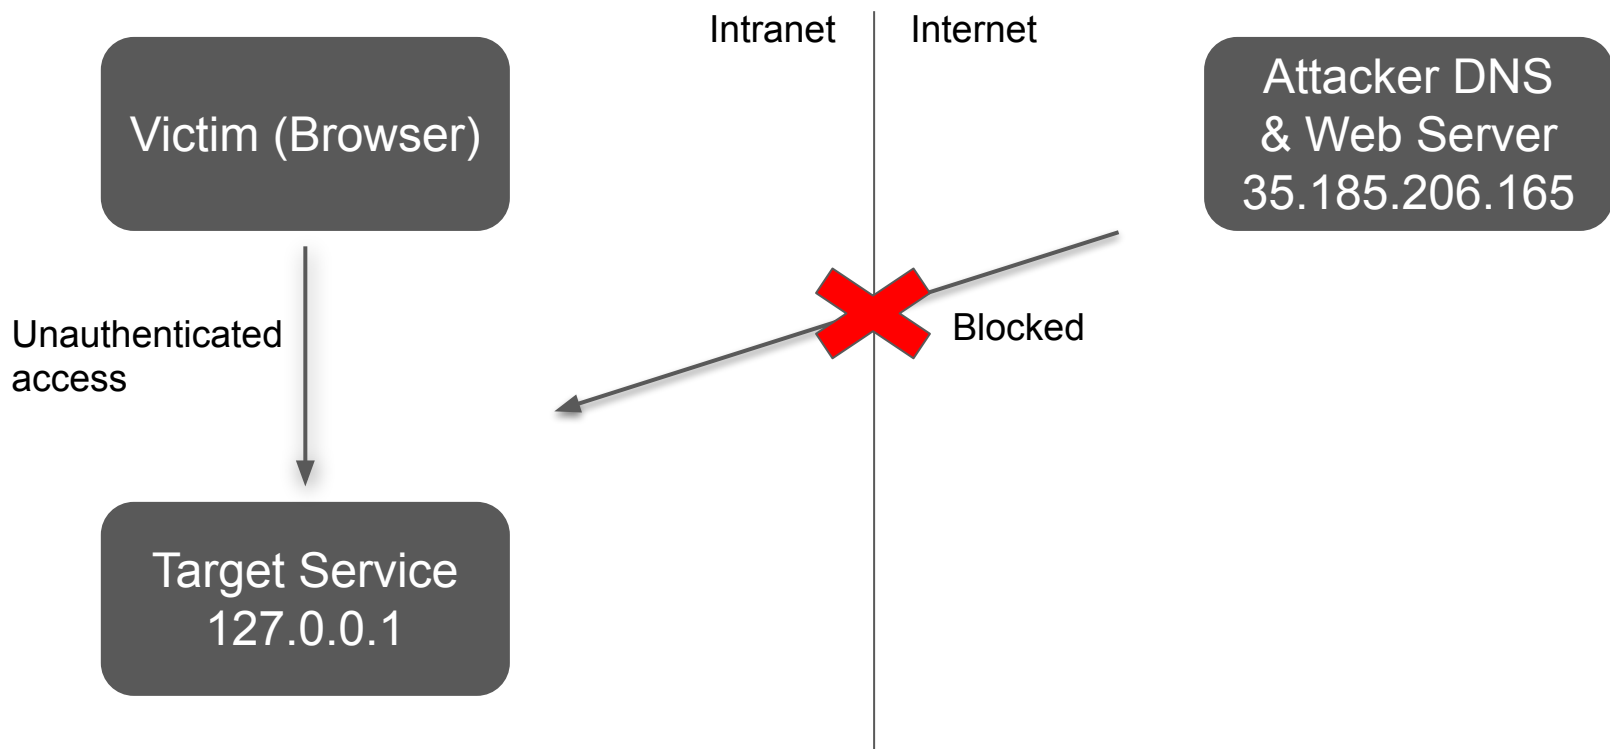 Intranet
Internet
Victim (Browser)
Attacker DNS
& Web Server
35.185.206.165
Unauthenticated
access
Blocked
Target Service
127.0.0.1